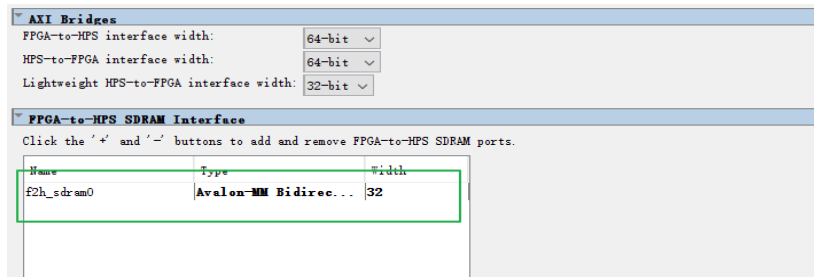 AXI Bridges
FPGA-to-HPS interface width: 64-bit
HPS-to-FPGA interface width: 64-bit
Lightweight HPS-to-FPGA interface width: 32-bit
FPGA-to-HPS SDRAM Interface
Click the '+' and '-' buttons to add and remove FPGA-to-HPS SDRAM ports.
Name Type Width
f2h_sdram0 Avalon-MM Bidirec... 32